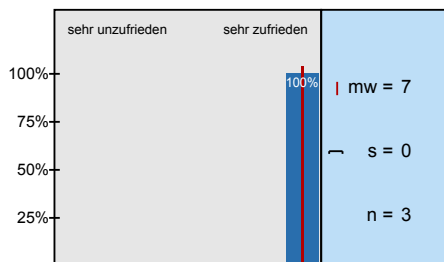 sehr unzufrieden sehr zufrieden
100% 100% mw = 7
75%
50% s = 0
25% n = 3